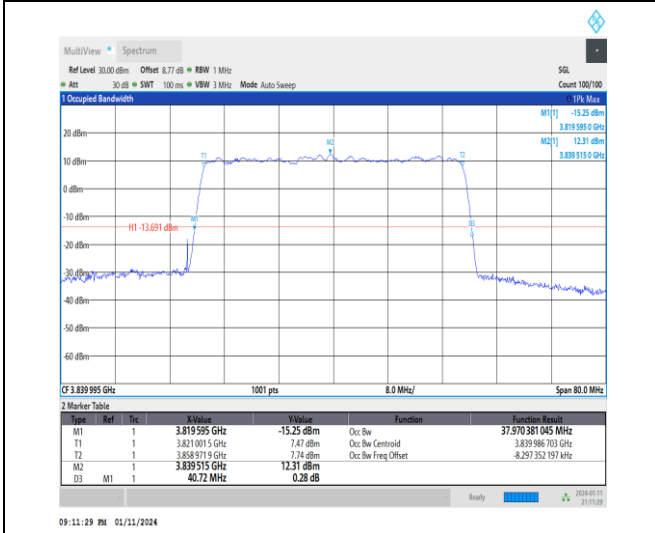 MultiView Spectrum
Ref Level 30.00 dBm Offset 8.77 dB RBW 1 MHz SGL
Att 30 dB SWT 100 ms VBW 3 MHz Mode Auto Sweep Count 100/100
1 Occupied Bandwidth 1Pk Max
M1[1] -15.25 dBm
3.819 595 0 GHz
20 dBm M2[1] 12.31 dBm
M2
3.839 515 0 GHz
T1 T2
10 dBm
0 dBm
-10 dBm
M1 D3
H1 -13.691 dBm
-20 dBm
-30 dBm
-40 dBm
-50 dBm
-60 dBm
CF 3.839 995 GHz 1001 pts 8.0 MHz/ Span 80.0 MHz
2 Marker Table
Type Ref Trc X-Value Y-Value Function Function Result
M1 1 3.819 595 GHz -15.25 dBm Occ Bw 37.970 381 045 MHz
T1 1 3.821 001 5 GHz 7.47 dBm Occ Bw Centroid 3.839 986 703 GHz
T2 1 3.858 971 9 GHz 7.74 dBm Occ Bw Freq Offset -8.297 352 197 kHz
M2 1 3.839 515 GHz 12.31 dBm
D3 M1 1 40.72 MHz 0.28 dB
Ready 2024-01-11
21:11:29
09:11:29 PM 01/11/2024